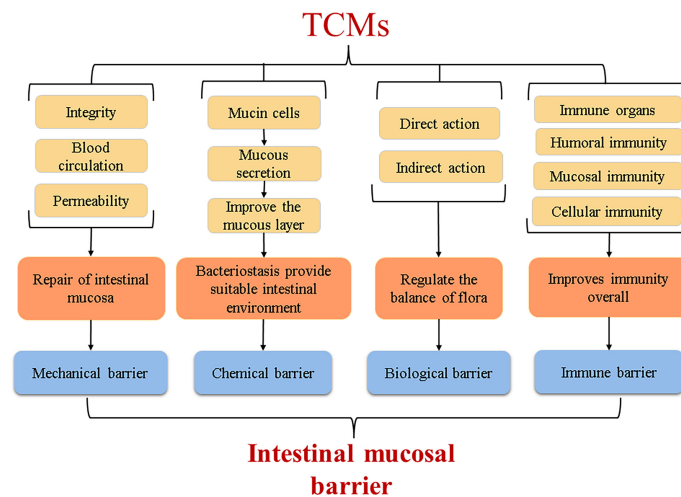 TCMs
Integrity
Blood
circulation
Permeability
Repair of intestinal
mucosa
Mechanical barrier
Mucin cells
Mucous
secretion
Improve the
mucous layer
Bacteriostasis provide
suitable intestinal
environment
Chemical barrier
Direct action
Indirect action
Regulate the
balance of flora
Biological barrier
Immune organs
Humoral immunity
Mucosal immunity
Cellular immunity
Improves immunity
overall
Immune barrier
Intestinal mucosal
barrier